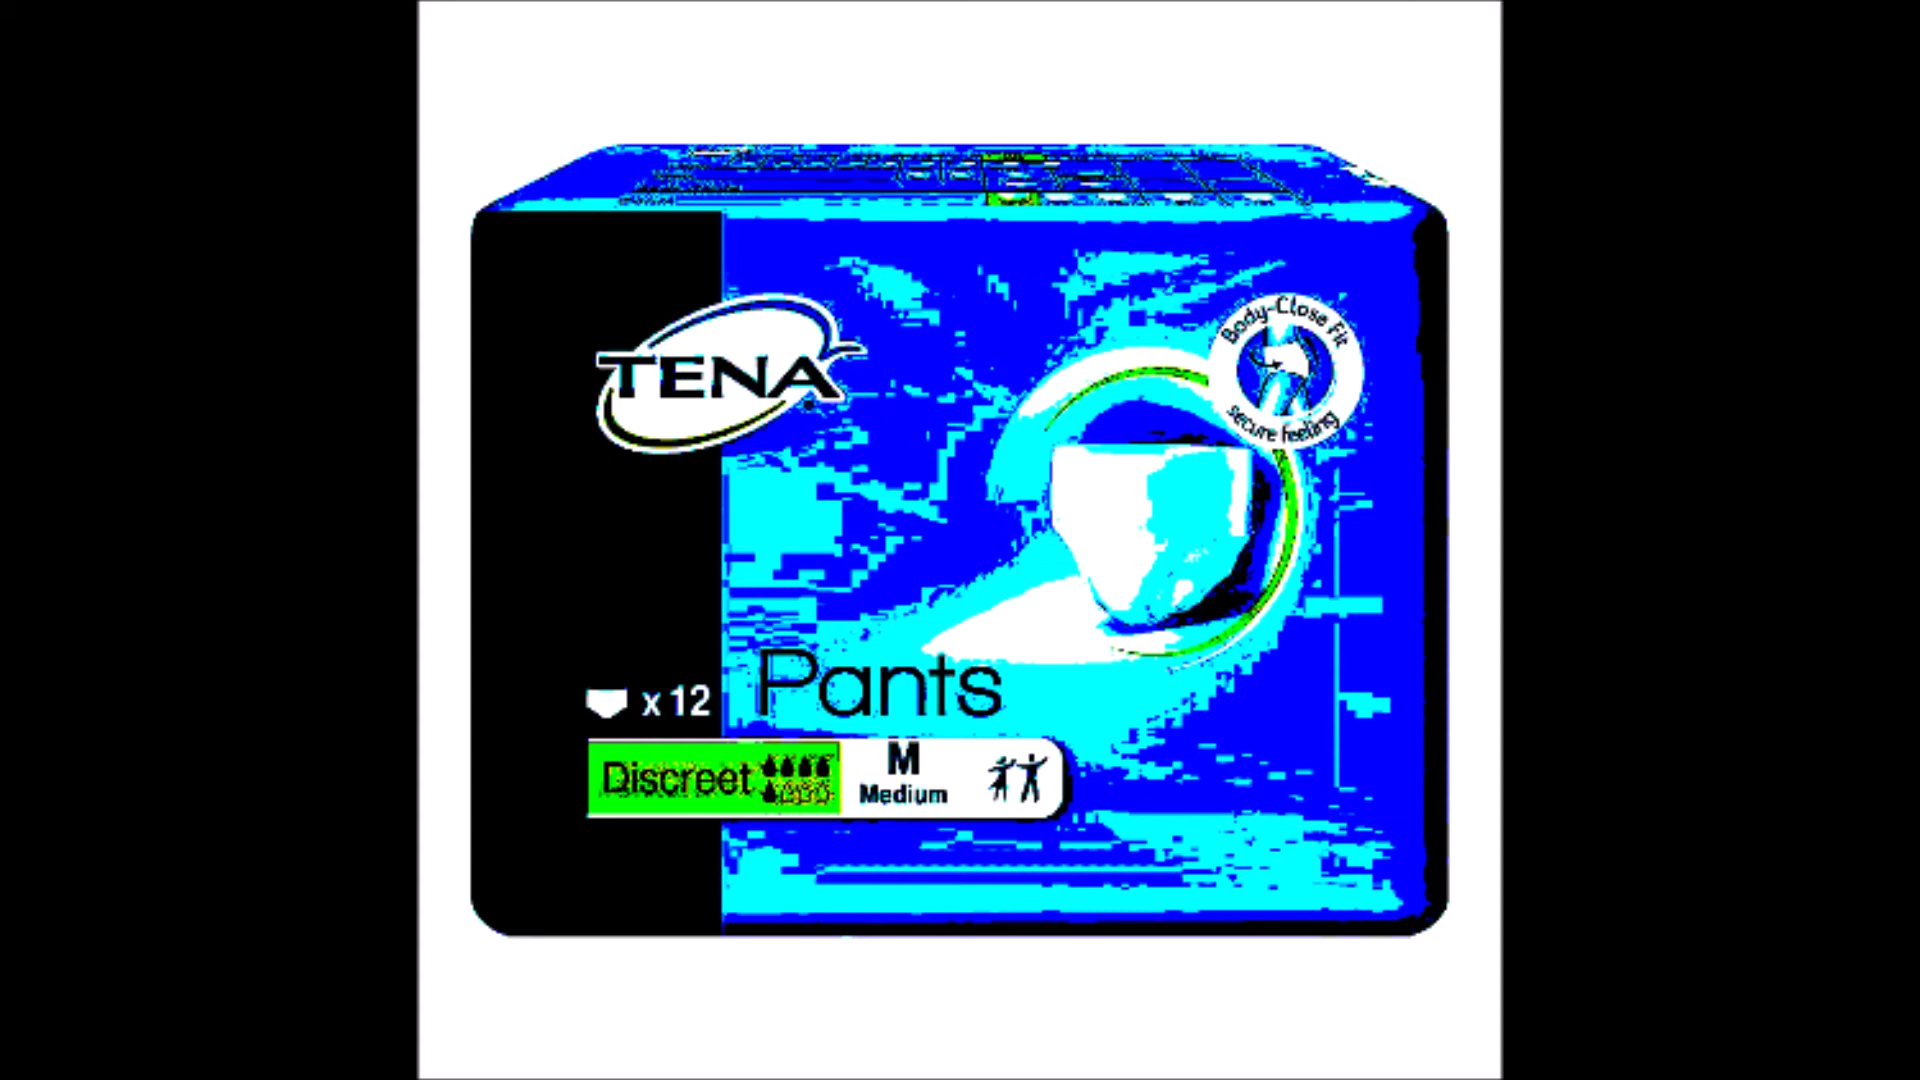 TENA
Body-Close Fit
secure feeling
x 12
Pants
Discreet
M
Medium